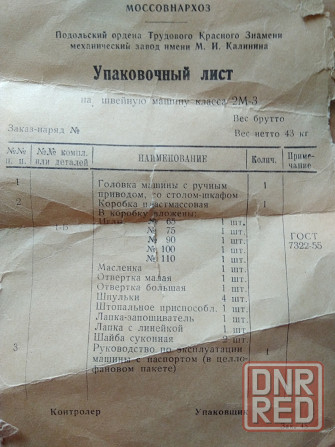 МОССОВНАРХОЗ
Подольский ордена Трудового Красного Знамени
механический завод имени М. И. Калинина
Упаковочный лист
на швейную машину класса 2М-3
Вес брутто
Заказ-наряд № Вес нетто 43 кг
№№ п. п. №№ компл. или деталей НАИМЕНОВАНИЕ Колич. Приме-чание
1 Головка машины с ручным
приводом, то столом-шкафом 1
2 Коробка пластмассовая 1
В коробку вложены:
№ 65 1 шт.
№ 75 1 шт.
№ 90 1 шт. ГОСТ
№ 100 1 шт. 7322-55
№ 110 1 шт.
Масленка 1 шт.
Отвертка малая 1 шт.
Отвертка большая 1 шт.
Шпульки 4 шт.
Штопальное приспособл. 1 шт.
Лапка-запошиватель 1 шт.
Лапка с линейкой 1 шт.
Шайба суконная 2 шт.
3 Руководство по эксплуатации
машины с паспортом (в целло-
фановом пакете) 1
Контролер Упаковщик
DNR
RED